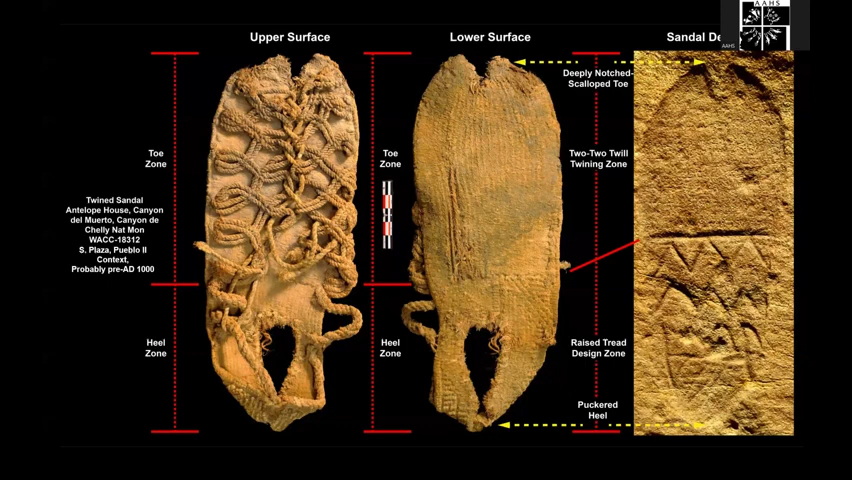 AAHS
AAHS
Upper Surface
Lower Surface
Sandal De
Deeply Notched-
Scalloped Toe
Toe
Zone
Toe
Zone
Two-Two Twill
Twining Zone
Twined Sandal
Antelope House, Canyon
del Muerto, Canyon de
Chelly Nat Mon
WACC-18312
S. Plaza, Pueblo II
Context,
Probably pre-AD 1000
Heel
Zone
Heel
Zone
Raised Tread
Design Zone
Puckered
Heel